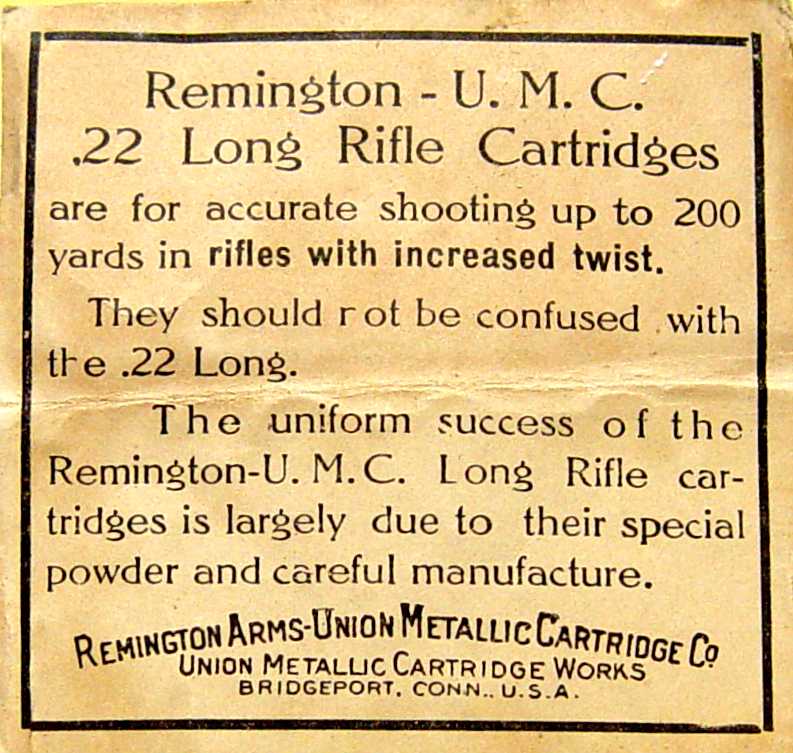 Remington - U. M. C.
.22 Long Rifle Cartridges
are for accurate shooting up to 200
yards in rifles with increased twist.
They should not be confused with
the .22 Long.
The uniform success of the
Remington-U. M. C. Long Rifle car-
tridges is largely due to their special
powder and careful manufacture.
REMINGTON ARMS-UNION METALLIC CARTRIDGE Co
UNION METALLIC CARTRIDGE WORKS
BRIDGEPORT, CONN., U.S.A.